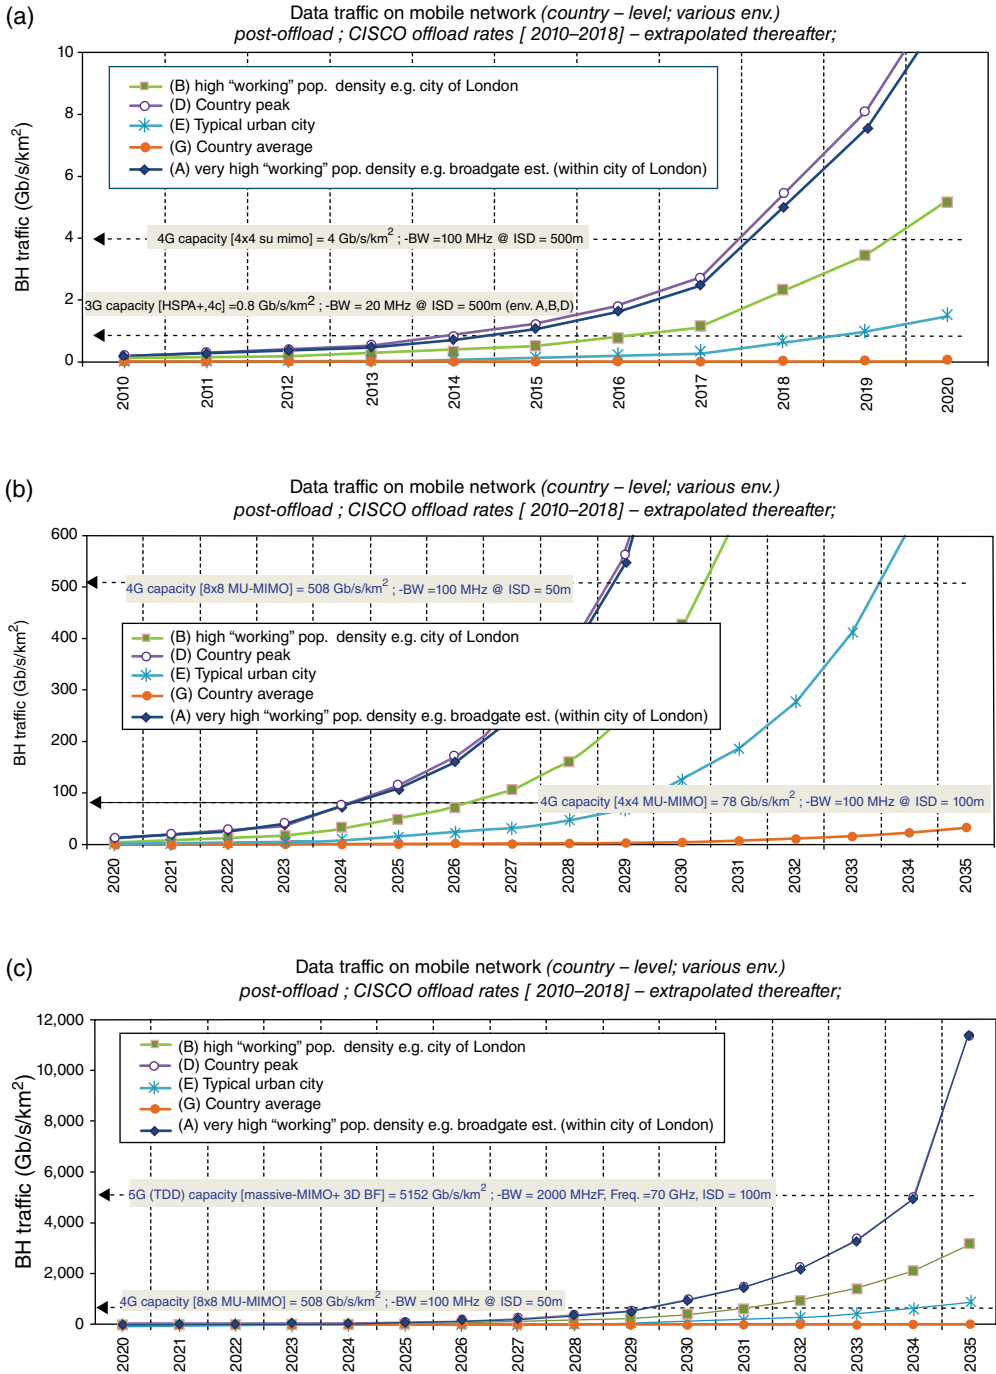 (a)
Data traffic on mobile network (country – level; various env.)
post-offload ; CISCO offload rates [ 2010–2018] – extrapolated thereafter;
BH traffic (Gb/s/km²)
10
8
6
4
2
0
(B) high “working” pop. density e.g. city of London
(D) Country peak
(E) Typical urban city
(G) Country average
(A) very high “working” pop. density e.g. broadgate est. (within city of London)
4G capacity [4x4 su mimo] = 4 Gb/s/km² ; -BW =100 MHz @ ISD = 500m
3G capacity [HSPA+,4c] =0.8 Gb/s/km² ; -BW = 20 MHz @ ISD = 500m (env. A,B,D)
2010 2011 2012 2013 2014 2015 2016 2017 2018 2019 2020
(b)
Data traffic on mobile network (country – level; various env.)
post-offload ; CISCO offload rates [ 2010–2018] – extrapolated thereafter;
BH traffic (Gb/s/km²)
600
500
400
300
200
100
0
4G capacity [8x8 MU-MIMO] = 508 Gb/s/km² ; -BW =100 MHz @ ISD = 50m
(B) high “working” pop. density e.g. city of London
(D) Country peak
(E) Typical urban city
(G) Country average
(A) very high “working” pop. density e.g. broadgate est. (within city of London)
4G capacity [4x4 MU-MIMO] = 78 Gb/s/km² ; -BW =100 MHz @ ISD = 100m
2020 2021 2022 2023 2024 2025 2026 2027 2028 2029 2030 2031 2032 2033 2034 2035
(c)
Data traffic on mobile network (country – level; various env.)
post-offload ; CISCO offload rates [ 2010–2018] – extrapolated thereafter;
BH traffic (Gb/s/km²)
12,000
10,000
8,000
6,000
4,000
2,000
0
(B) high “working” pop. density e.g. city of London
(D) Country peak
(E) Typical urban city
(G) Country average
(A) very high “working” pop. density e.g. broadgate est. (within city of London)
5G (TDD) capacity [massive-MIMO+ 3D BF] = 5152 Gb/s/km² ; -BW = 2000 MHzF, Freq. =70 GHz, ISD = 100m
4G capacity [8x8 MU-MIMO] = 508 Gb/s/km² ; -BW =100 MHz @ ISD = 50m
2020 2021 2022 2023 2024 2025 2026 2027 2028 2029 2030 2031 2032 2033 2034 2035